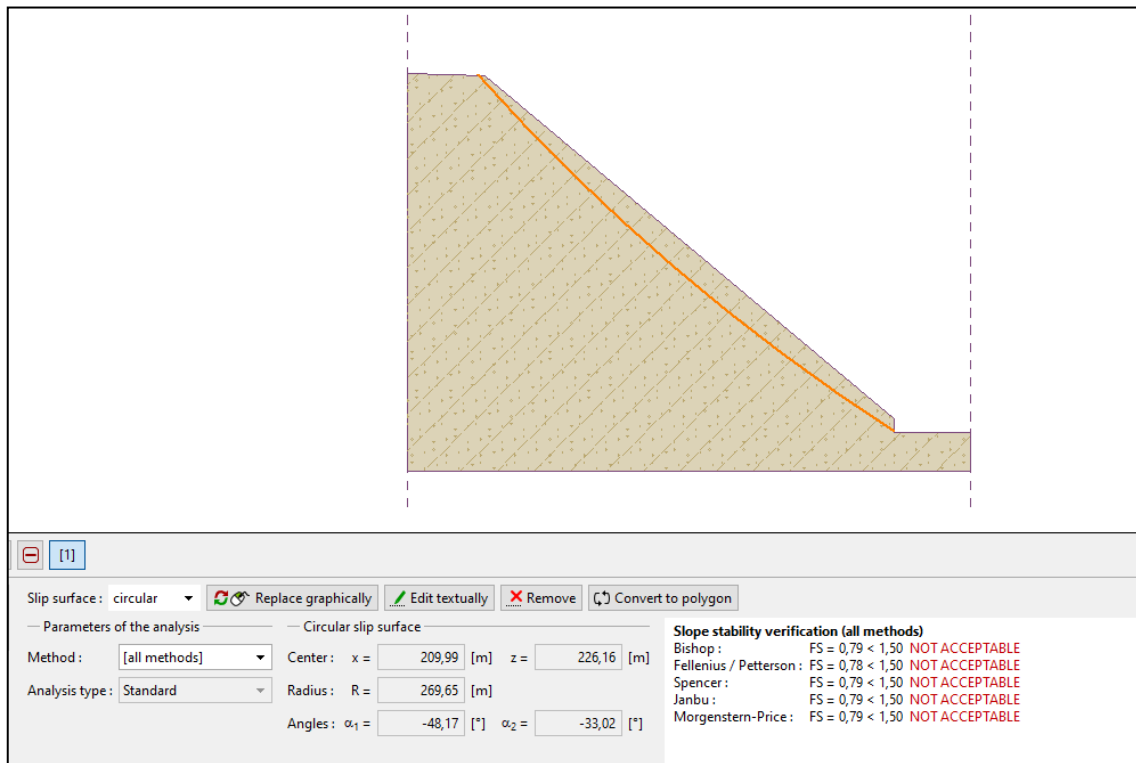 [1]
Slip surface : circular Replace graphically Edit textually Remove Convert to polygon
Parameters of the analysis Circular slip surface
Slope stability verification (all methods)
Method : [all methods] Center : x = 209,99 [m] z = 226,16 [m]
Analysis type : Standard Radius : R = 269,65 [m]
Angles : α1 = -48,17 [°] α2 = -33,02 [°]
Bishop : FS = 0,79 < 1,50 NOT ACCEPTABLE
Fellenius / Petterson : FS = 0,78 < 1,50 NOT ACCEPTABLE
Spencer : FS = 0,79 < 1,50 NOT ACCEPTABLE
Janbu : FS = 0,79 < 1,50 NOT ACCEPTABLE
Morgenstern-Price : FS = 0,79 < 1,50 NOT ACCEPTABLE